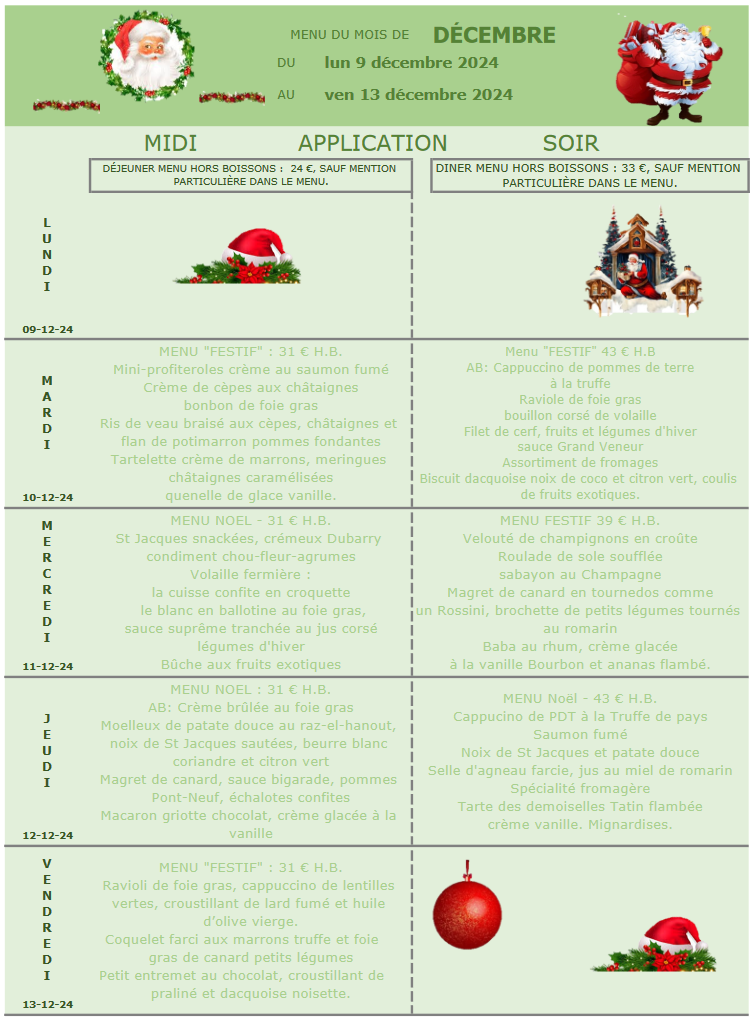 MENU DU MOIS DE DÉCEMBRE
DU lun 9 décembre 2024
AU ven 13 décembre 2024
MIDI APPLICATION SOIR
DÉJEUNER MENU HORS BOISSONS : 24 €, SAUF MENTION
PARTICULIÈRE DANS LE MENU.
DINER MENU HORS BOISSONS : 33 €, SAUF MENTION
PARTICULIÈRE DANS LE MENU.
LUNDI
09-12-24
MARDI
10-12-24
MENU "FESTIF" : 31 € H.B.
Mini-profiteroles crème au saumon fumé
Crème de cèpes aux châtaignes
bonbon de foie gras
Ris de veau braisé aux cèpes, châtaignes et
flan de potimarron pommes fondantes
Tartelette crème de marrons, meringues
châtaignes caramélisées
quenelle de glace vanille.
Menu "FESTIF" 43 € H.B
AB: Cappuccino de pommes de terre
à la truffe
Raviole de foie gras
bouillon corsé de volaille
Filet de cerf, fruits et légumes d'hiver
sauce Grand Veneur
Assortiment de fromages
Biscuit dacquoise noix de coco et citron vert, coulis
de fruits exotiques.
MERCREDI
11-12-24
MENU NOEL - 31 € H.B.
St Jacques snackées, crémeux Dubarry
condiment chou-fleur-agrumes
Volaille fermière :
la cuisse confite en croquette
le blanc en ballotine au foie gras,
sauce suprême tranchée au jus corsé
légumes d'hiver
Bûche aux fruits exotiques
MENU FESTIF 39 € H.B.
Velouté de champignons en croûte
Roulade de sole soufflée
sabayon au Champagne
Magret de canard en tournedos comme
un Rossini, brochette de petits légumes tournés
au romarin
Baba au rhum, crème glacée
à la vanille Bourbon et ananas flambé.
JEUDI
12-12-24
MENU NOEL : 31 € H.B.
AB: Crème brûlée au foie gras
Moelleux de patate douce au raz-el-hanout,
noix de St Jacques sautées, beurre blanc
coriandre et citron vert
Magret de canard, sauce bigarade, pommes
Pont-Neuf, échalotes confites
Macaron griotte chocolat, crème glacée à la
vanille
MENU Noël - 43 € H.B.
Cappucino de PDT à la Truffe de pays
Saumon fumé
Noix de St Jacques et patate douce
Selle d'agneau farcie, jus au miel de romarin
Spécialité fromagère
Tarte des demoiselles Tatin flambée
crème vanille. Mignardises.
VENDREDI
13-12-24
MENU "FESTIF" : 31 € H.B.
Ravioli de foie gras, cappuccino de lentilles
vertes, croustillant de lard fumé et huile
d'olive vierge.
Coquelet farci aux marrons truffe et foie
gras de canard petits légumes
Petit entremet au chocolat, croustillant de
praliné et dacquoise noisette.